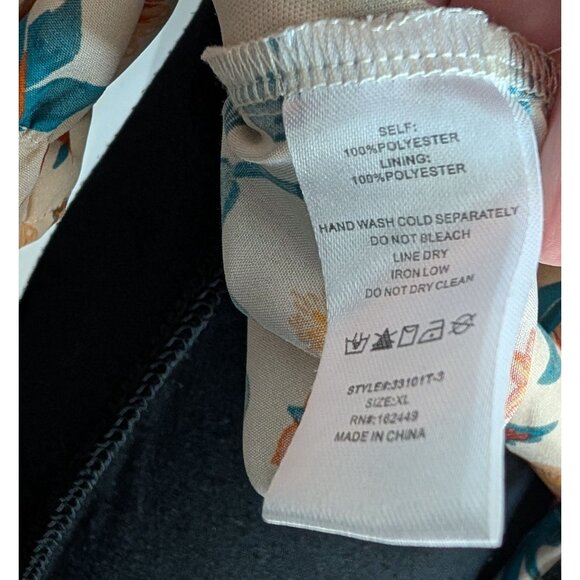 SELF:
100%POLYESTER
LINING:
100%POLYESTER
HAND WASH COLD SEPARATELY
DO NOT BLEACH
LINE DRY
IRON LOW
DO NOT DRY CLEAN
STYLE#:33101T-3
SIZE:XL
RN#:162449
MADE IN CHINA